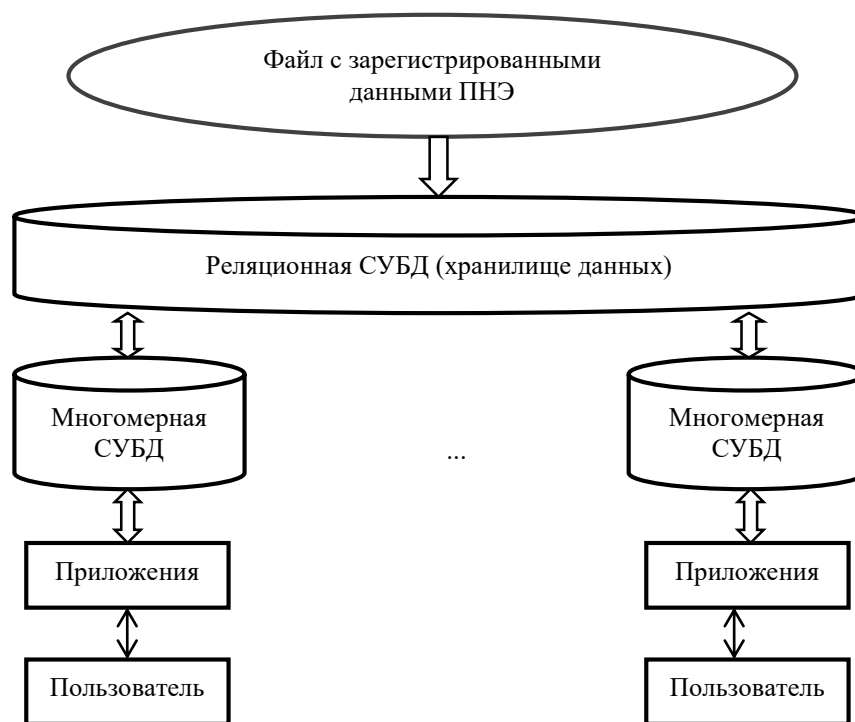 Файл с зарегистрированными
данными ПНЭ
Реляционная СУБД (хранилище данных)
Многомерная
СУБД
...
Многомерная
СУБД
Приложения
Приложения
Пользователь
Пользователь